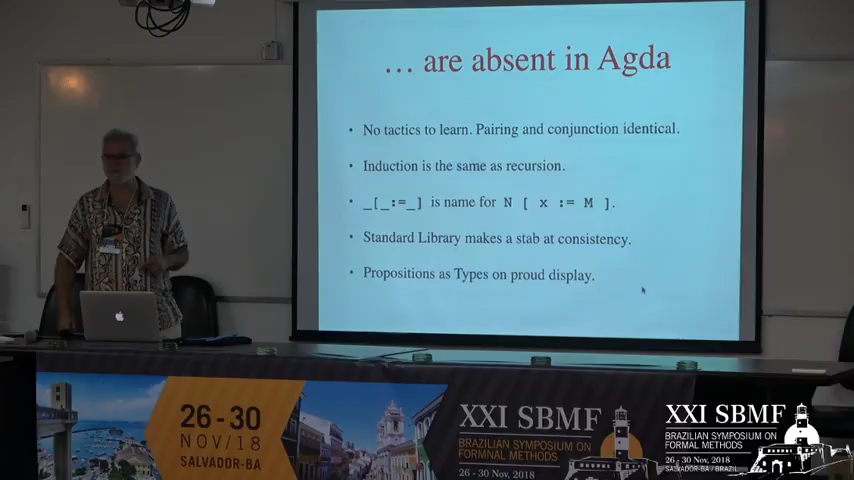 … are absent in Agda
• No tactics to learn. Pairing and conjunction identical.
• Induction is the same as recursion.
• _[_:=_] is name for N [ x := M ].
• Standard Library makes a stab at consistency.
• Propositions as Types on proud display.
26-30
NOV/18
SALVADOR-BA
XXI SBMF
BRAZILIAN SYMPOSIUM ON
FORMNAL METHODS
26 - 30 Nov, 2018
XXI SBMF
BRAZILIAN SYMPOSIUM ON
FORMAL METHODS
26 - 30 Nov, 2018
SALVADOR-BA / BRAZIL